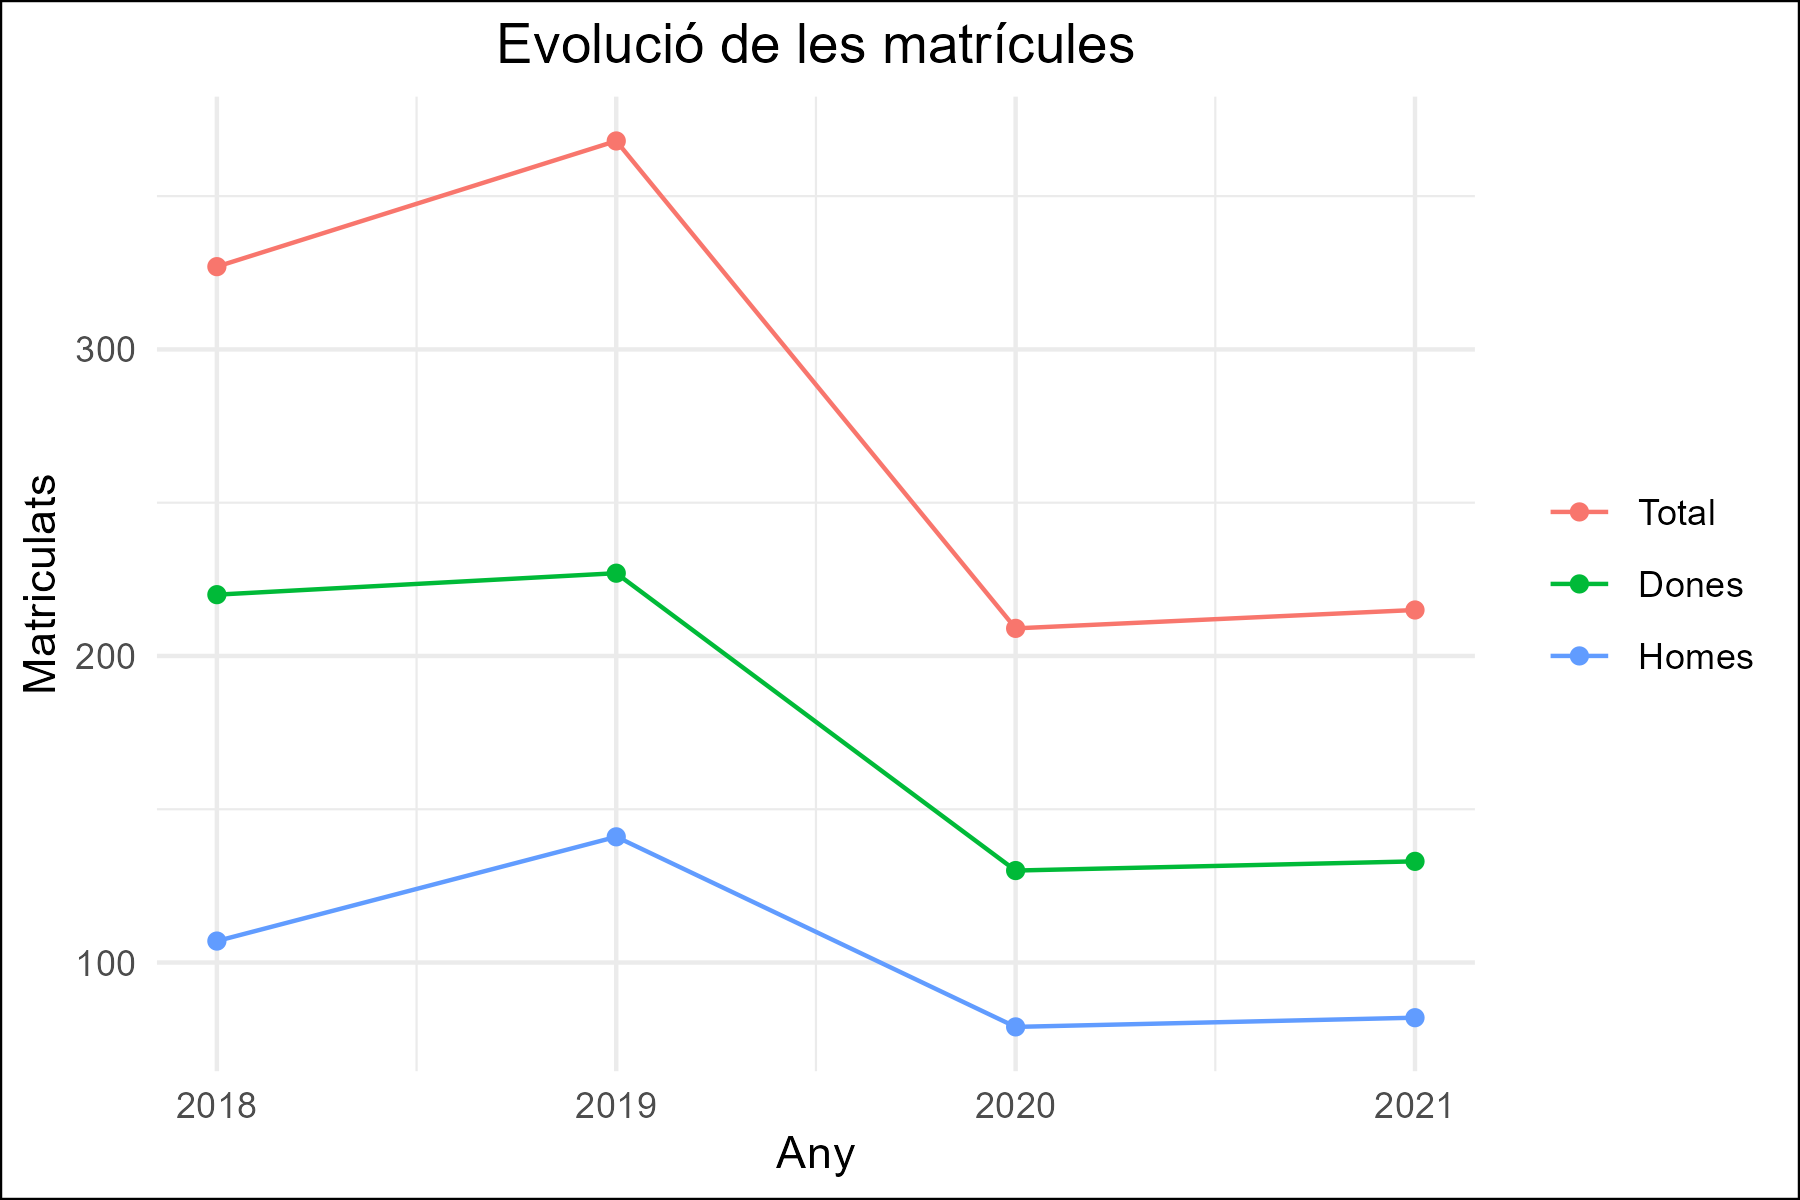 Evolució de les matrícules
Matriculats
300
200
100
2018
2019
2020
2021
Any
Total
Dones
Homes